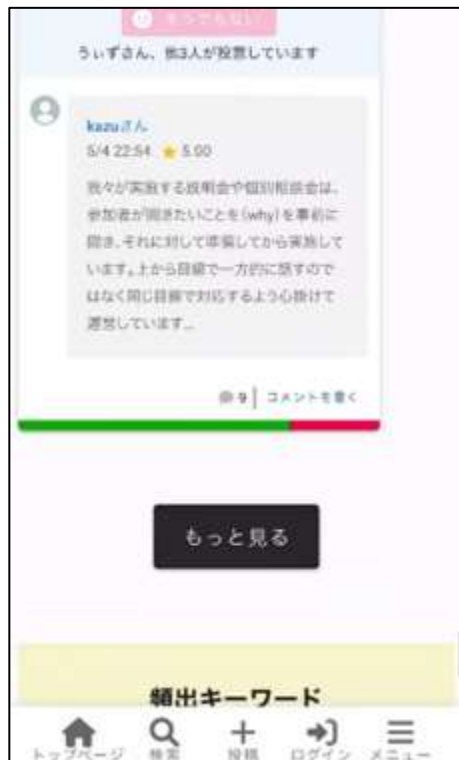 そうでもない
うぃずさん、他3人が投票しています
kazuさん
5/4 22:54 ⭐ 5.00
我々が実施する説明会や個別相談会は、
参加者が聞きたいことを(why)を事前に
聞き、それに対して準備してから実施して
います。上から目線で一方的に話すので
はなく同じ目線で対応するよう心掛けて
運営しています...
9 | コメントを書く
もっと見る
頻出キーワード
トップページ 検索 投稿 ログイン メニュー